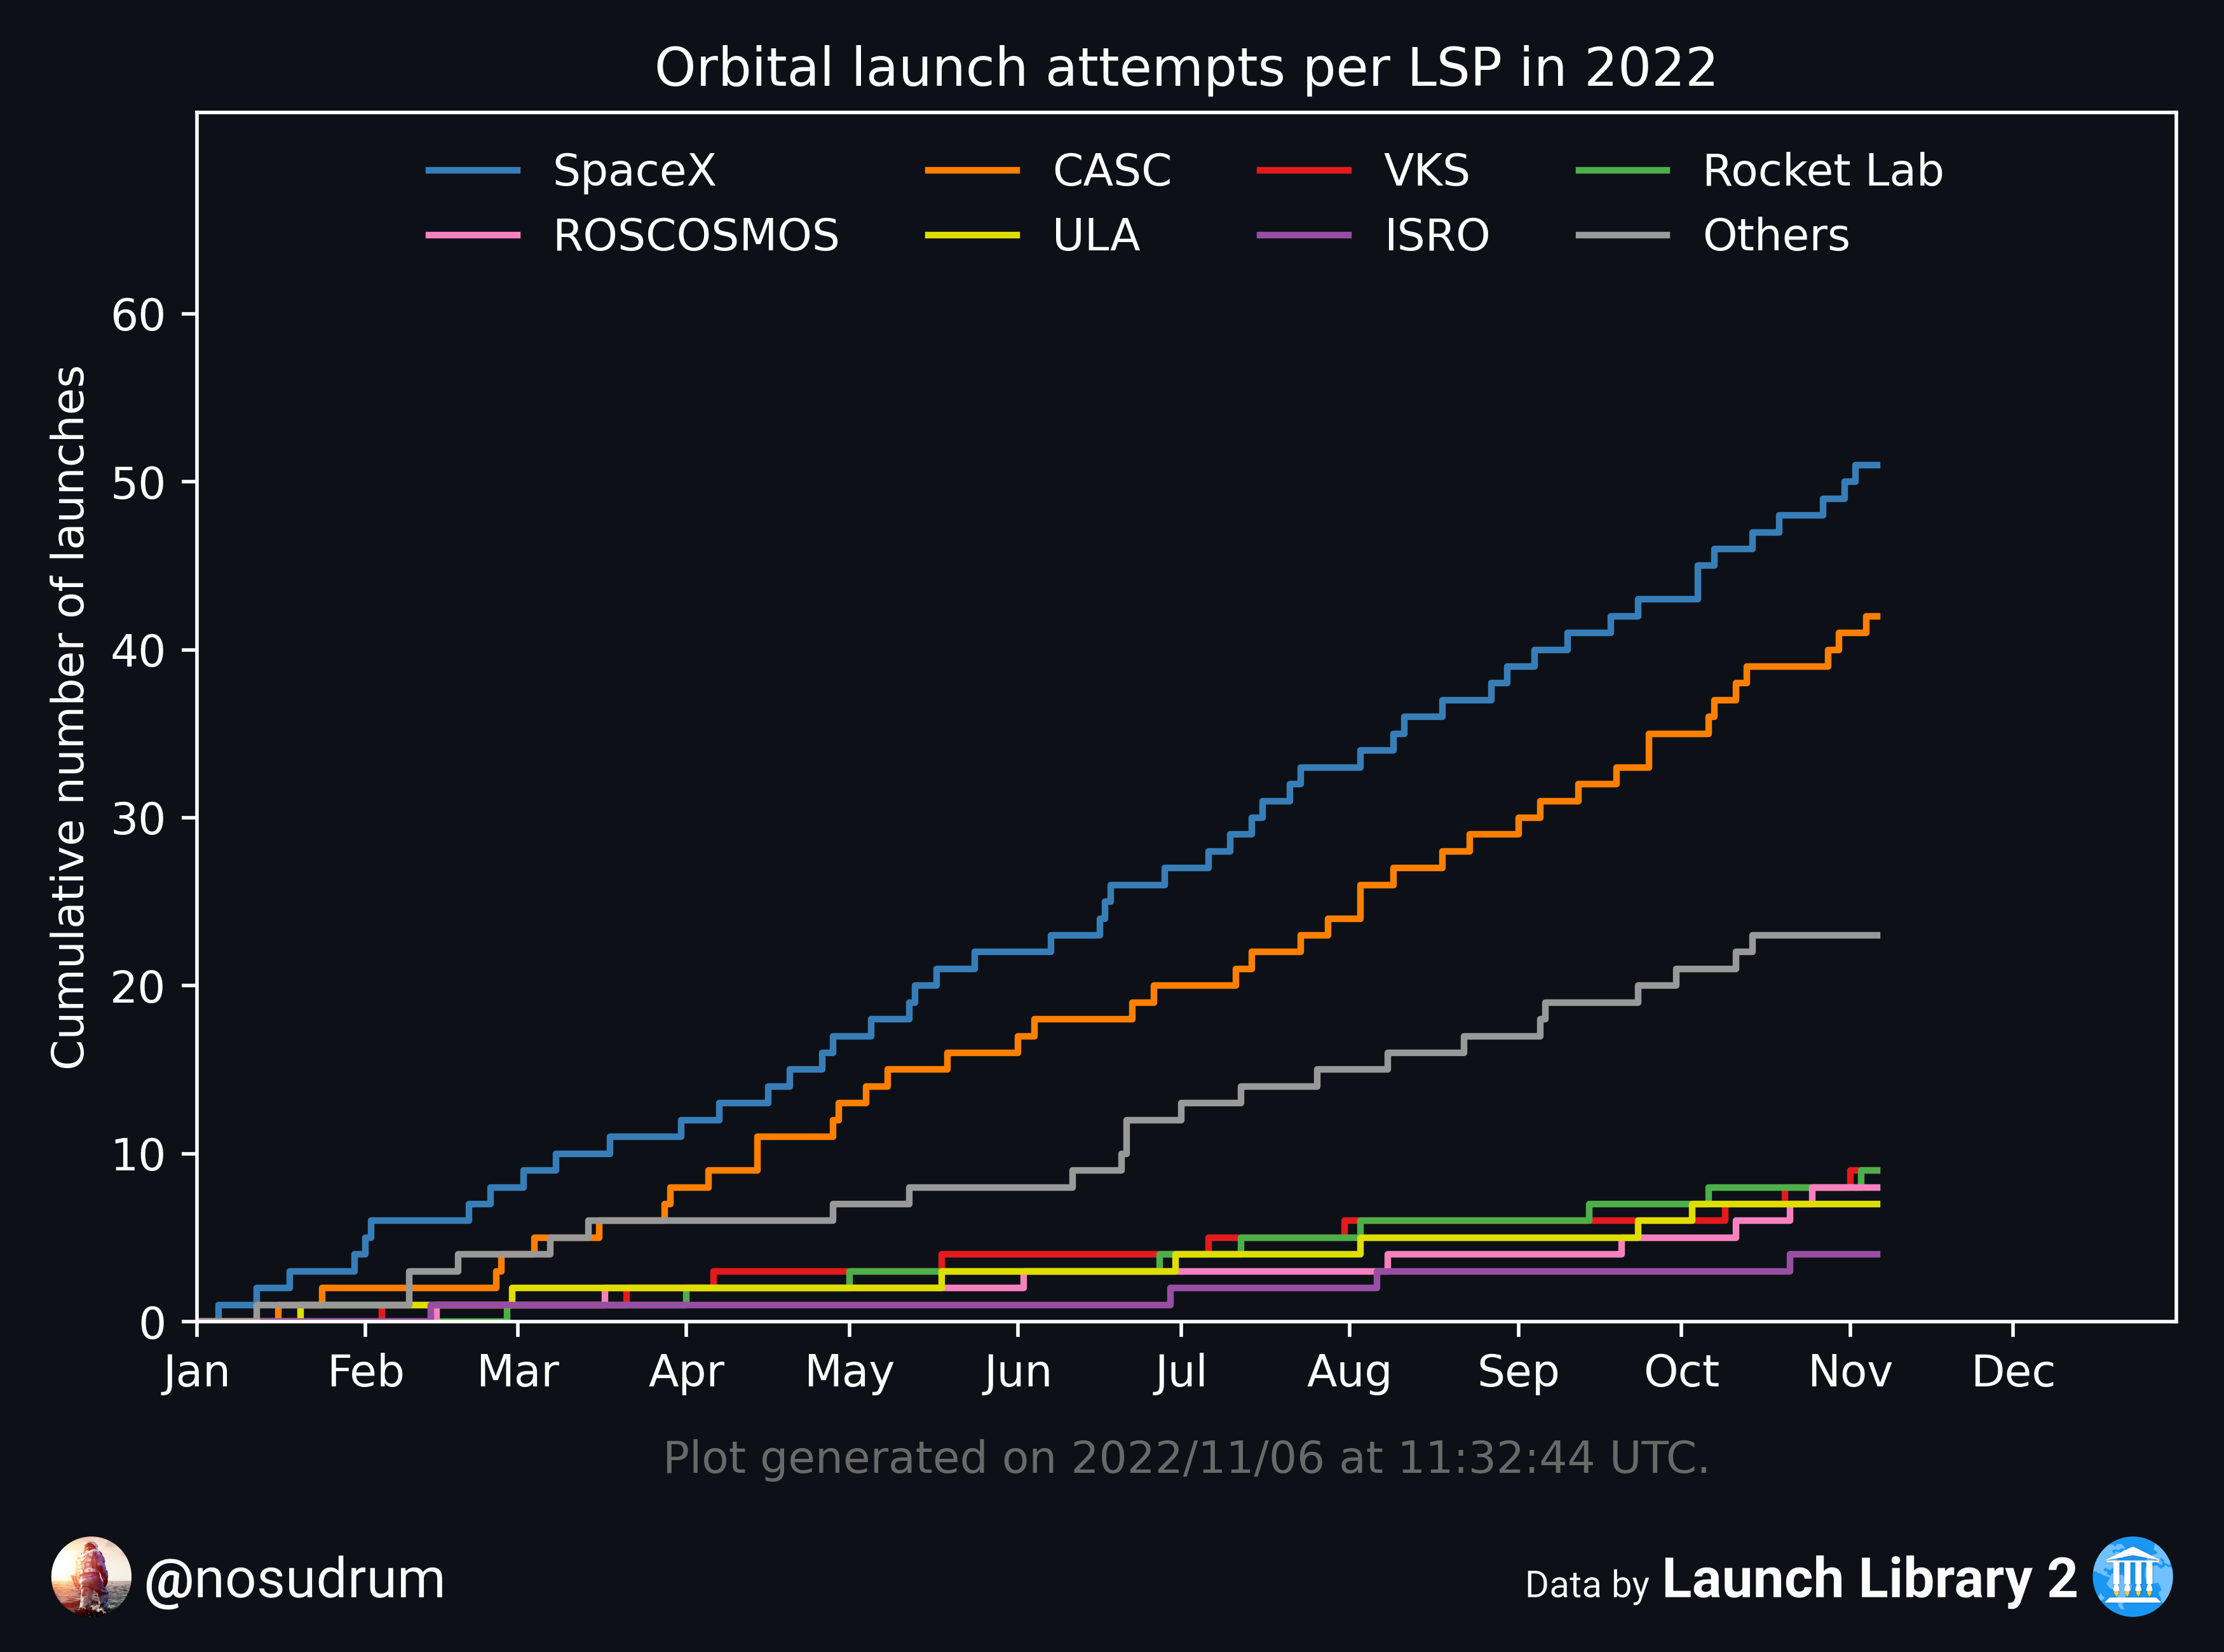 Orbital launch attempts per LSP in 2022
SpaceX CASC VKS Rocket Lab
ROSCOSMOS ULA ISRO Others
Cumulative number of launches
60
50
40
30
20
10
0
Jan Feb Mar Apr May Jun Jul Aug Sep Oct Nov Dec
Plot generated on 2022/11/06 at 11:32:44 UTC.
@nosudrum
Data by Launch Library 2